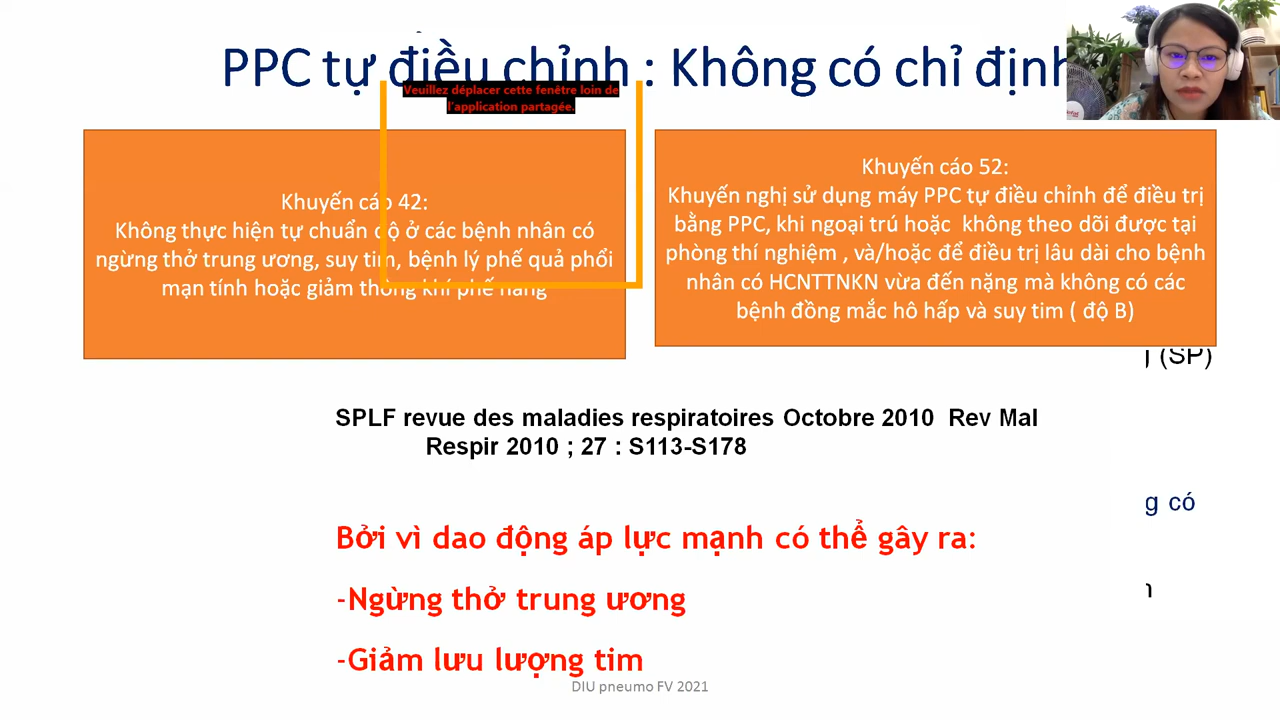 PPC tự điều chỉnh : Không có chỉ định
Veuillez déplacer cette fenêtre loin de
l'application partagée.
Khuyến cáo 42:
Không thực hiện tự chuẩn độ ở các bệnh nhân có
ngừng thở trung ương, suy tim, bệnh lý phế quả phổi
mạn tính hoặc giảm thông khí phế nang
Khuyến cáo 52:
Khuyến nghị sử dụng máy PPC tự điều chỉnh để điều trị
bằng PPC, khi ngoại trú hoặc không theo dõi được tại
phòng thí nghiệm , và/hoặc để điều trị lâu dài cho bệnh
nhân có HCNTTNKN vừa đến nặng mà không có các
bệnh đồng mắc hô hấp và suy tim ( độ B)
(SP)
SPLF revue des maladies respiratoires Octobre 2010 Rev Mal
Respir 2010 ; 27 : S113-S178
g có
Bởi vì dao động áp lực mạnh có thể gây ra:
-Ngừng thở trung ương
-Giảm lưu lượng tim
DIU pneumo FV 2021